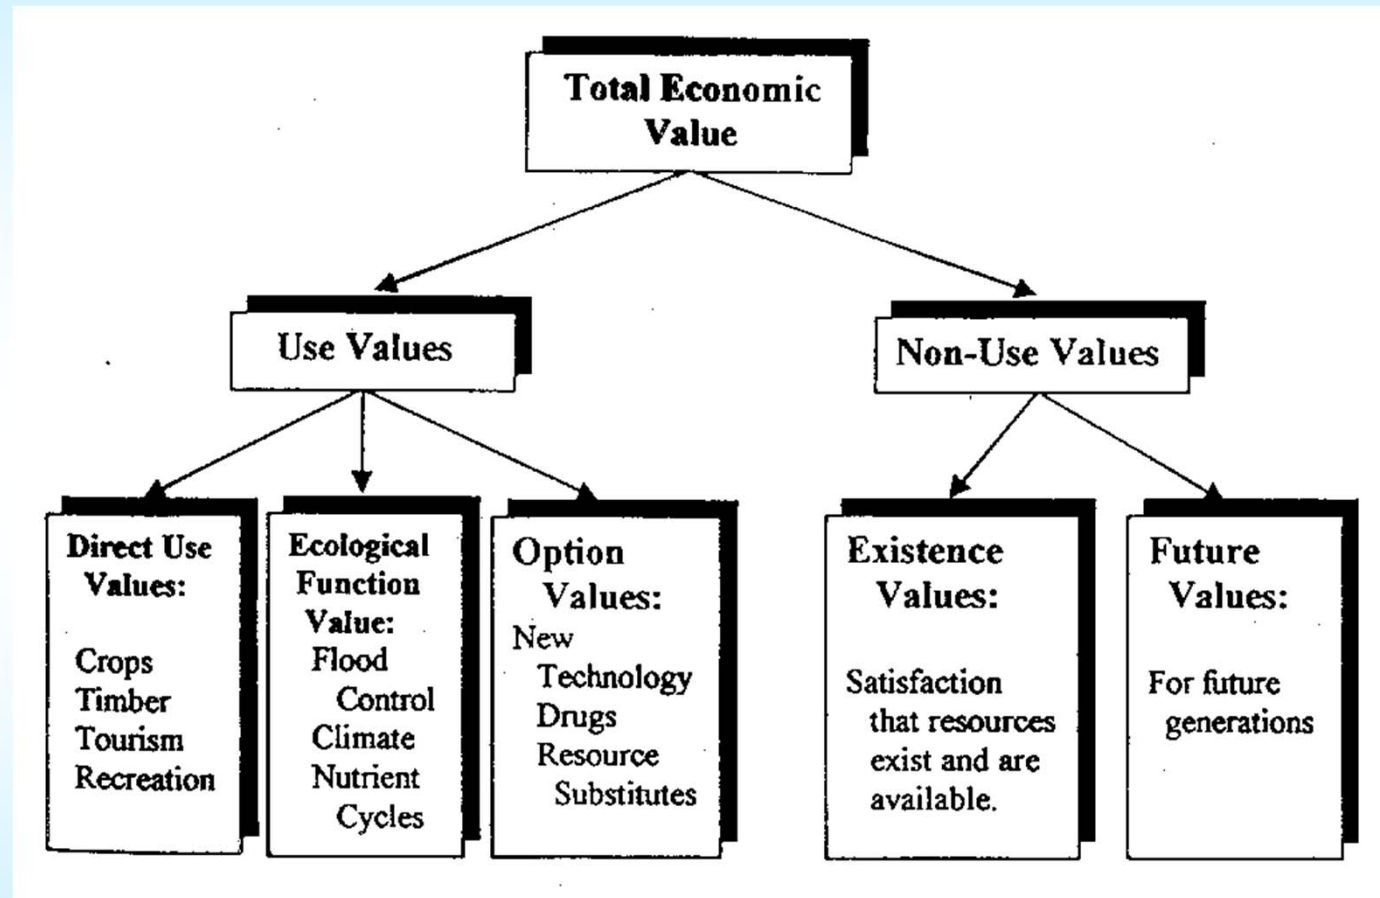 Total Economic
Value
Use Values
Non-Use Values
Direct Use
Values:
Crops
Timber
Tourism
Recreation
Ecological
Function
Value:
Flood
Control
Climate
Nutrient
Cycles
Option
Values:
New
Technology
Drugs
Resource
Substitutes
Existence
Values:
Satisfaction
that resources
exist and are
available.
Future
Values:
For future
generations